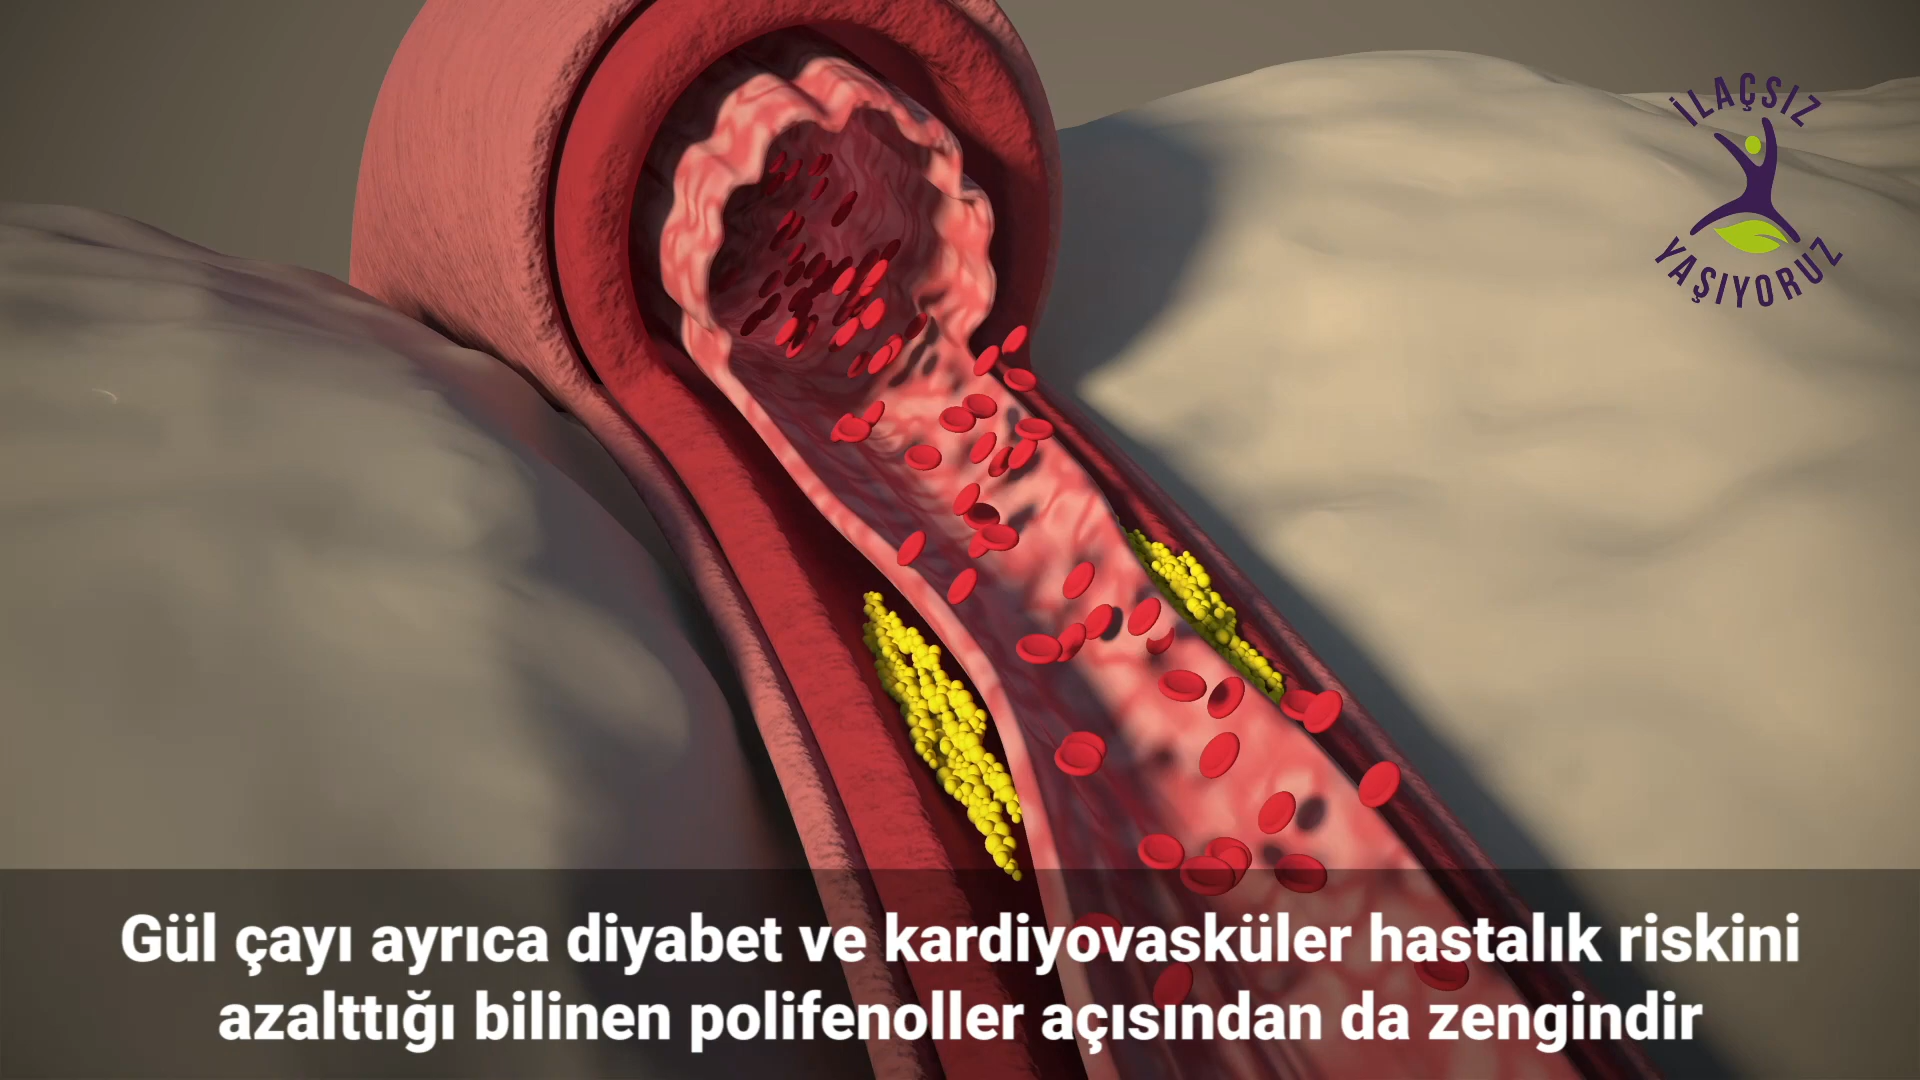 İLAÇSIZ
YAŞIYORUZ
Gül çayı ayrıca diyabet ve kardiyovasküler hastalık riskini
azalttığı bilinen polifenoller açısından da zengindir